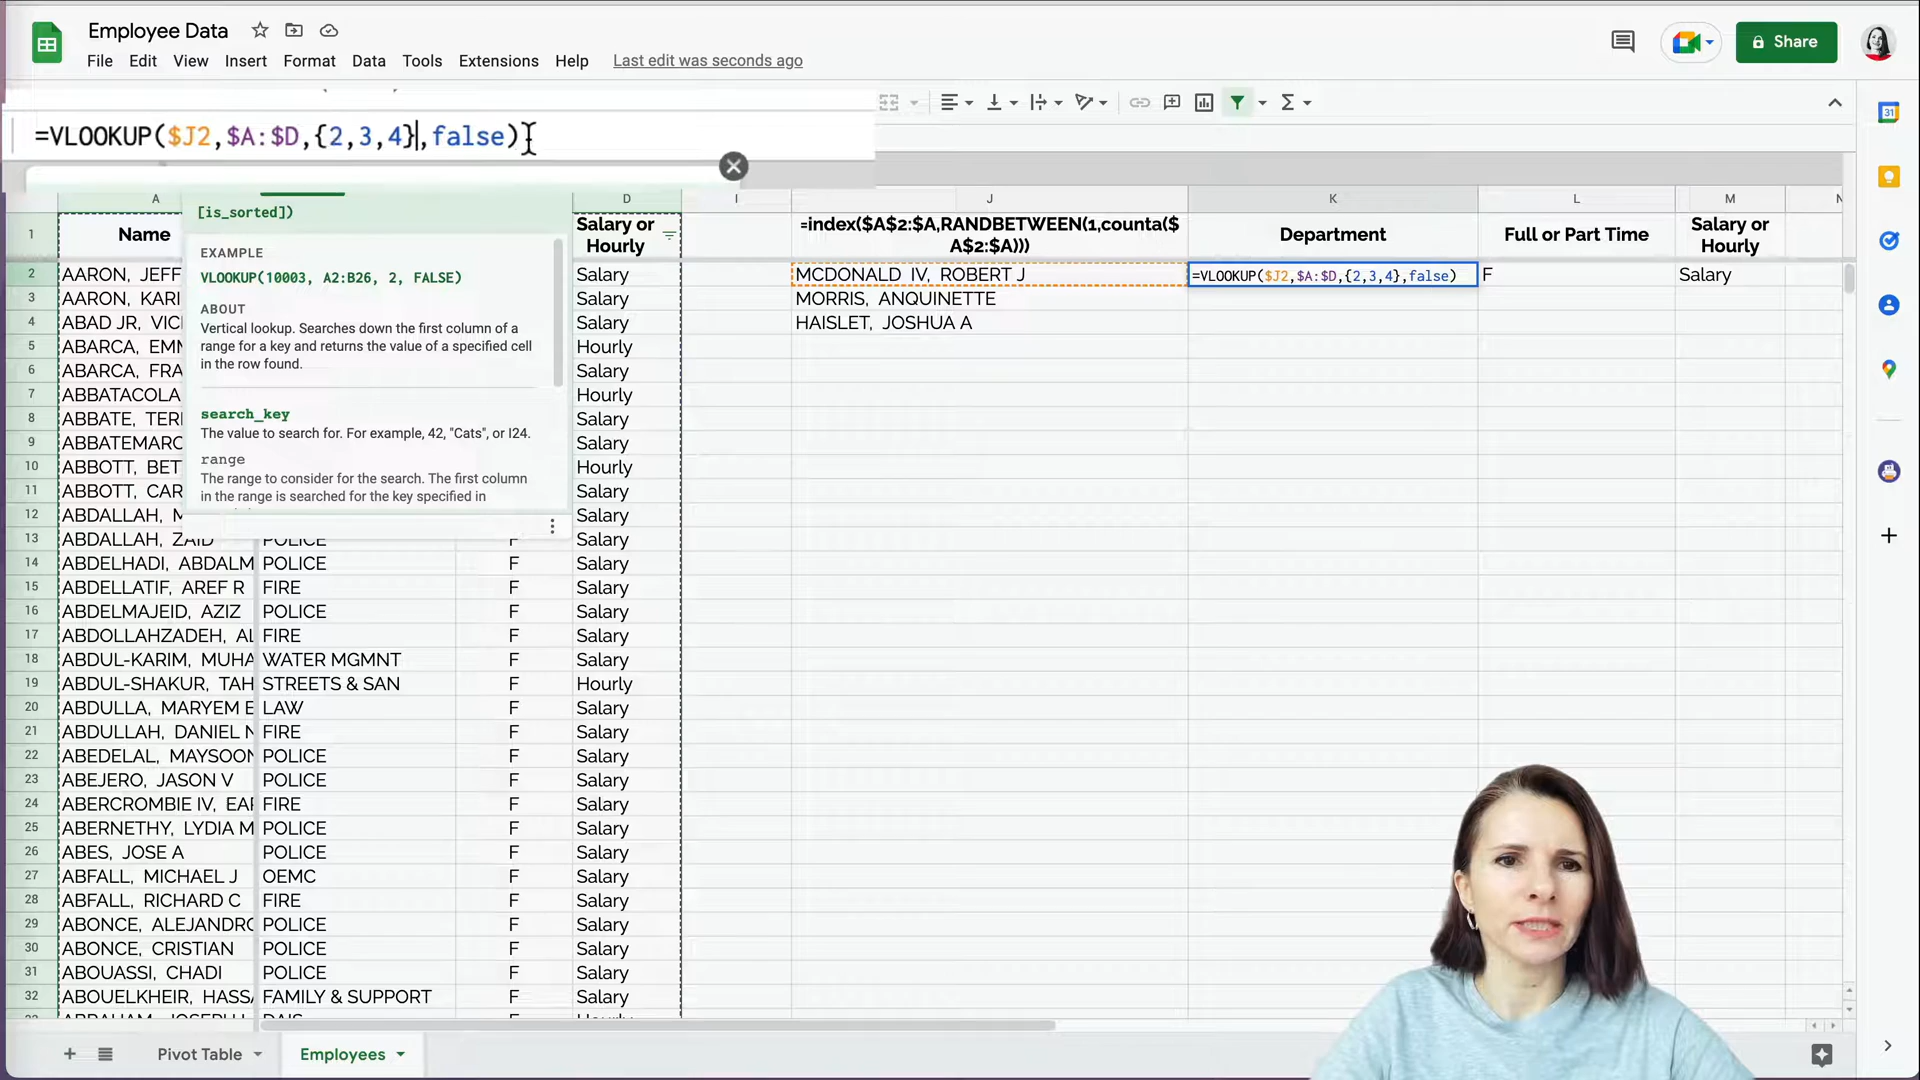 Employee Data
File Edit View Insert Format Data Tools Extensions Help Last edit was seconds ago
Share
=VLOOKUP($J2,$A:$D,{2,3,4},false)
A D I J K L M N
[is_sorted])
EXAMPLE
VLOOKUP(10003, A2:B26, 2, FALSE)
ABOUT
Vertical lookup. Searches down the first column of a
range for a key and returns the value of a specified cell
in the row found.
search_key
The value to search for. For example, 42, "Cats", or I24.
range
The range to consider for the search. The first column
in the range is searched for the key specified in
1 Name Salary or Hourly =index($A$2:$A,RANDBETWEEN(1,counta($A$2:$A))) Department Full or Part Time Salary or Hourly
2 AARON, JEFF Salary MCDONALD IV, ROBERT J =VLOOKUP($J2,$A:$D,{2,3,4},false) F Salary
3 AARON, KARI Salary MORRIS, ANQUINETTE
4 ABAD JR, VIC Salary HAISLET, JOSHUA A
5 ABARCA, EMM Hourly
6 ABARCA, FRA Salary
7 ABBATACOLA Hourly
8 ABBATE, TER Salary
9 ABBATEMARC Salary
10 ABBOTT, BET Hourly
11 ABBOTT, CAR Salary
12 ABDALLAH, M Salary
13 ABDALLAH, ZAID POLICE F Salary
14 ABDELHADI, ABDALM POLICE F Salary
15 ABDELLATIF, AREF R FIRE F Salary
16 ABDELMAJEID, AZIZ POLICE F Salary
17 ABDOLLAHZADEH, AL FIRE F Salary
18 ABDUL-KARIM, MUHA WATER MGMNT F Salary
19 ABDUL-SHAKUR, TAH STREETS & SAN F Hourly
20 ABDULLA, MARYEM E LAW F Salary
21 ABDULLAH, DANIEL N FIRE F Salary
22 ABEDELAL, MAYSOON POLICE F Salary
23 ABEJERO, JASON V POLICE F Salary
24 ABERCROMBIE IV, EAR FIRE F Salary
25 ABERNETHY, LYDIA M POLICE F Salary
26 ABES, JOSE A POLICE F Salary
27 ABFALL, MICHAEL J OEMC F Salary
28 ABFALL, RICHARD C FIRE F Salary
29 ABONCE, ALEJANDRO POLICE F Salary
30 ABONCE, CRISTIAN POLICE F Salary
31 ABOUASSI, CHADI POLICE F Salary
32 ABOUELKHEIR, HASSA FAMILY & SUPPORT F Salary
Pivot Table Employees